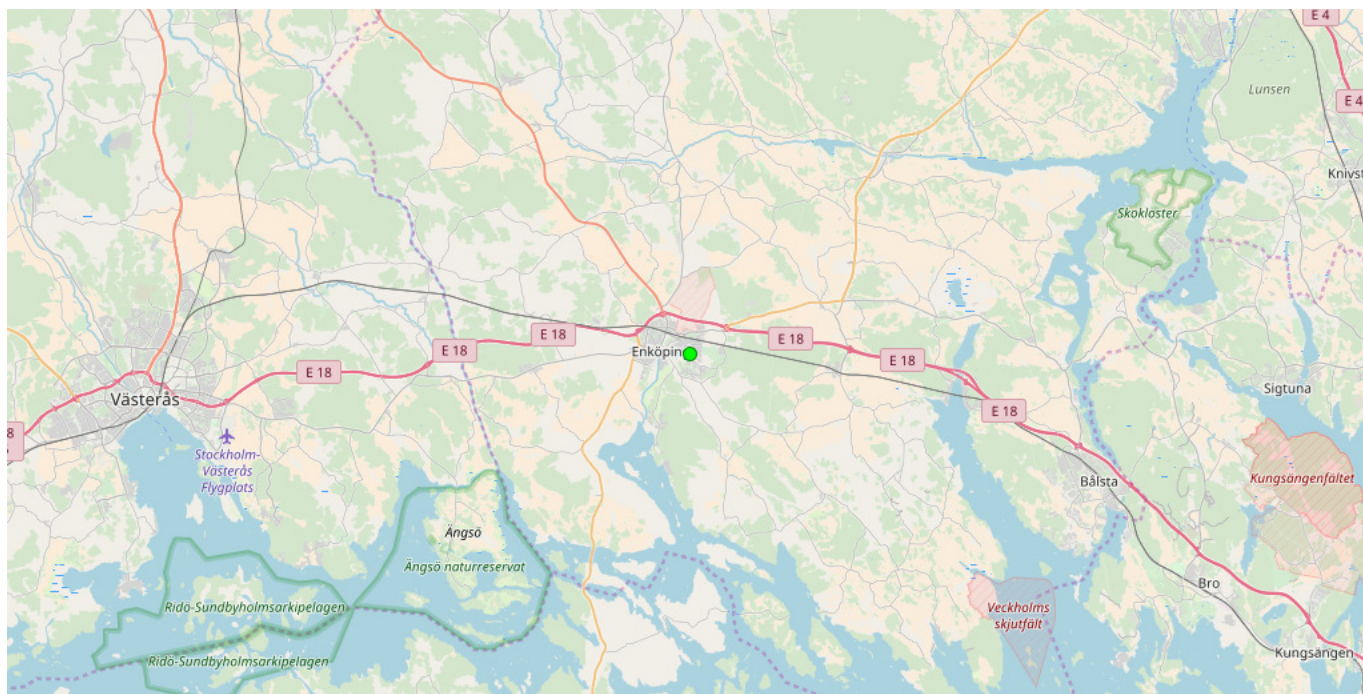 E 4
Lunsen
E 4
Knivst
Skokloster
E 18
E 18
E 18
E 18
Enköpin
E 18
E 18
Västerås
Sigtuna
E 18
8
Stockholm-
Västerås
Flygplats
Kungsängenfältet
Bålsta
Ängsö
Ängsö naturreservat
Bro
Ridö-Sundbyholmsarkipelagen
Veckholms
skjutfält
Ridö-Sundbyholmsarkipelagen
Kungsängen